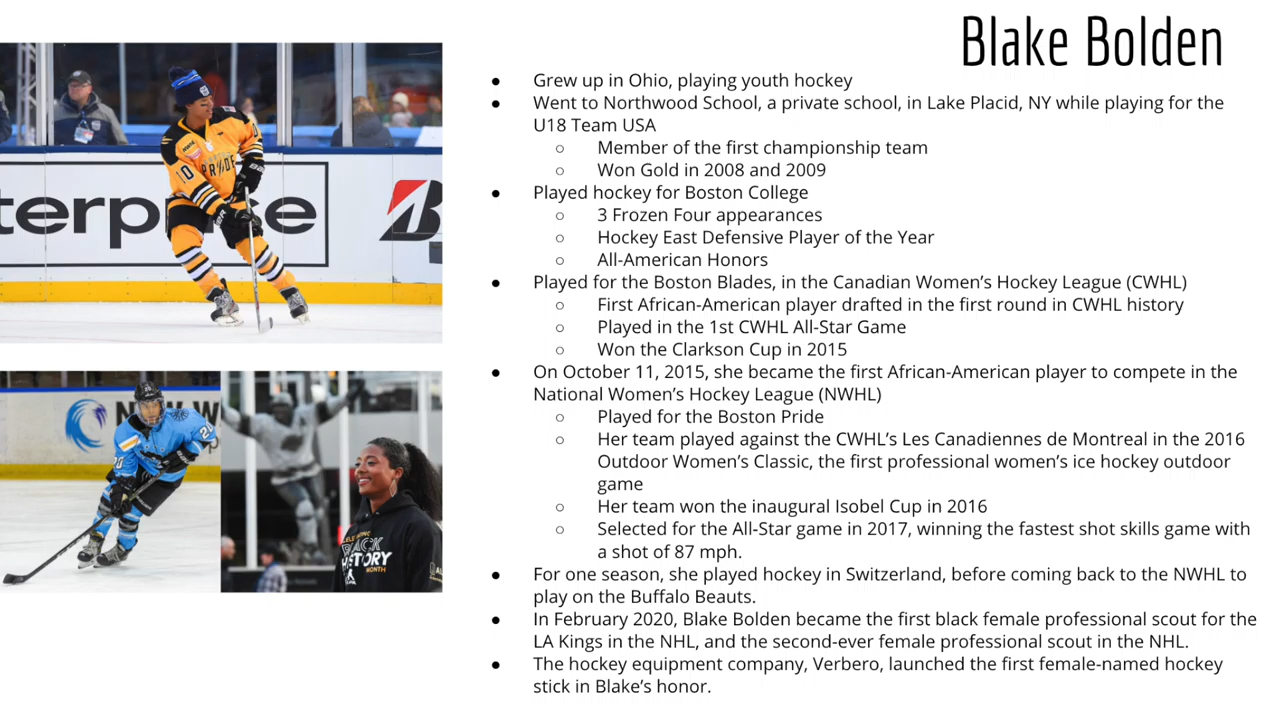 Blake Bolden
● Grew up in Ohio, playing youth hockey
● Went to Northwood School, a private school, in Lake Placid, NY while playing for the
U18 Team USA
○ Member of the first championship team
○ Won Gold in 2008 and 2009
● Played hockey for Boston College
○ 3 Frozen Four appearances
○ Hockey East Defensive Player of the Year
○ All-American Honors
● Played for the Boston Blades, in the Canadian Women's Hockey League (CWHL)
○ First African-American player drafted in the first round in CWHL history
○ Played in the 1st CWHL All-Star Game
○ Won the Clarkson Cup in 2015
● On October 11, 2015, she became the first African-American player to compete in the
National Women's Hockey League (NWHL)
○ Played for the Boston Pride
○ Her team played against the CWHL's Les Canadiennes de Montreal in the 2016
Outdoor Women's Classic, the first professional women's ice hockey outdoor
game
○ Her team won the inaugural Isobel Cup in 2016
○ Selected for the All-Star game in 2017, winning the fastest shot skills game with
a shot of 87 mph.
● For one season, she played hockey in Switzerland, before coming back to the NWHL to
play on the Buffalo Beauts.
● In February 2020, Blake Bolden became the first black female professional scout for the
LA Kings in the NHL, and the second-ever female professional scout in the NHL.
● The hockey equipment company, Verbero, launched the first female-named hockey
stick in Blake's honor.
10
PRIDE
terprise
B
20
BLACK
HISTORY
MONTH